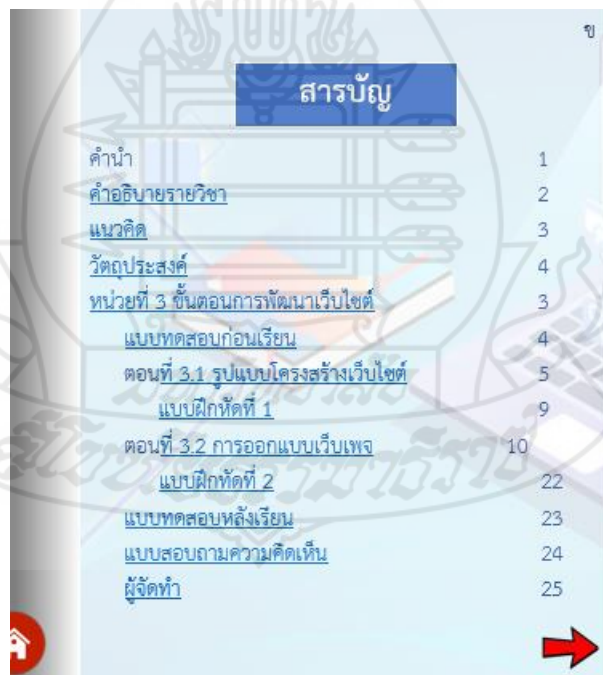 ข
สารบัญ
คำนำ 1
คำอธิบายรายวิชา 2
แนวคิด 3
วัตถุประสงค์ 4
หน่วยที่ 3 ขั้นตอนการพัฒนาเว็บไซต์ 3
แบบทดสอบก่อนเรียน 4
ตอนที่ 3.1 รูปแบบโครงสร้างเว็บไซต์ 5
แบบฝึกหัดที่ 1 9
ตอนที่ 3.2 การออกแบบเว็บเพจ 10
แบบฝึกทัดที่ 2 22
แบบทดสอบหลังเรียน 23
แบบสอบถามความคิดเห็น 24
ผู้จัดทำ 25